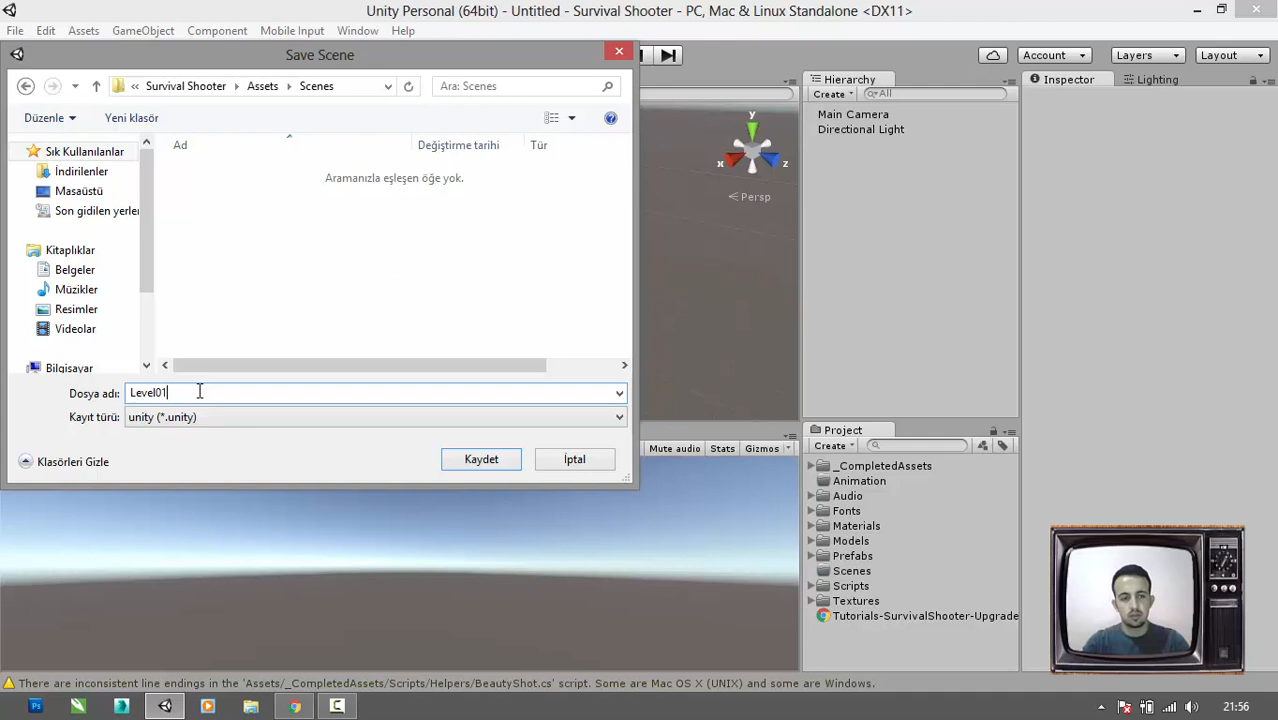 Unity Personal (64bit) - Untitled - Survival Shooter - PC, Mac & Linux Standalone <DX11>
File Edit Assets GameObject Component Mobile Input Window Help
Save Scene
Account Layers Layout
« Survival Shooter Assets Scenes Ara: Scenes
Düzenle Yeni klasör
Ad Değiştirme tarihi Tür
Aramanızla eşleşen öğe yok.
Sık Kullanılanlar
İndirilenler
Masaüstü
Son gidilen yerle
Kitaplıklar
Belgeler
Müzikler
Resimler
Videolar
Bilgisayar
Dosya adı: Level01
Kayıt türü: unity (*.unity)
Klasörleri Gizle Kaydet İptal
y
x z
Persp
Mute audio Stats Gizmos
Hierarchy
Create All
Main Camera
Directional Light
Inspector Lighting
Project
Create
_CompletedAssets
Animation
Audio
Fonts
Materials
Models
Prefabs
Scenes
Scripts
Textures
Tutorials-SurvivalShooter-Upgrade
There are inconsistent line endings in the 'Assets/_CompletedAssets/Scripts/Helpers/BeautyShot.cs' script. Some are Mac OS X (UNIX) and some are Windows.
Ps
21:56